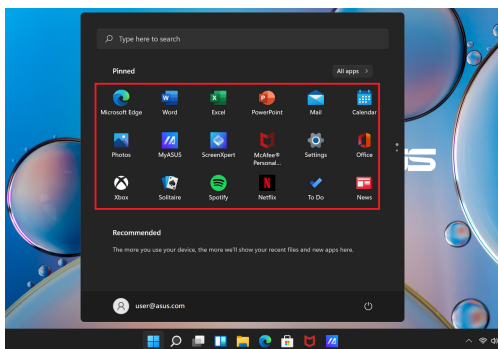 Type here to search
Pinned
All apps >
Microsoft Edge Word Excel PowerPoint Mail Calendar
Photos MyASUS ScreenXpert McAfee® Personal... Settings Office
Xbox Solitaire Spotify Netflix To Do News
Recommended
The more you use your device, the more we'll show your recent files and new apps here.
user@asus.com